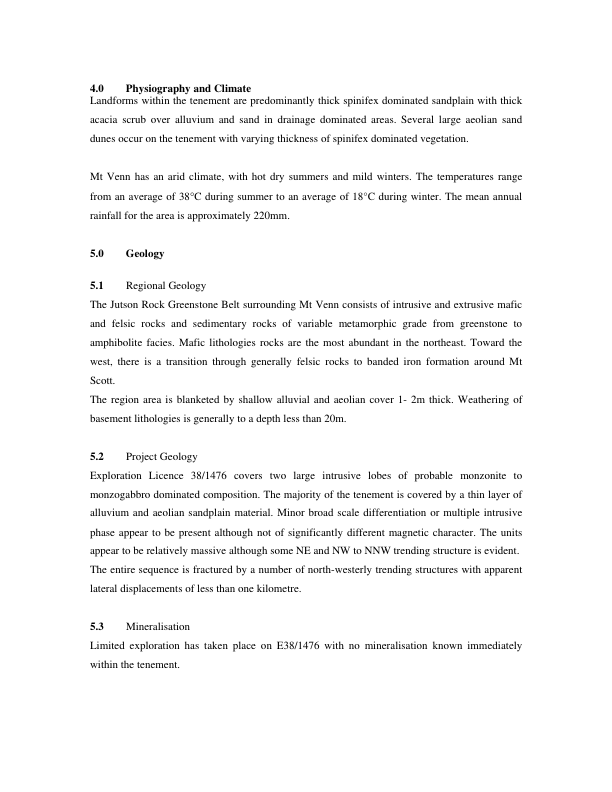 4.0 Physiography and Climate
Landforms within the tenement are predominantly thick spinifex dominated sandplain with thick
acacia scrub over alluvium and sand in drainage dominated areas. Several large aeolian sand
dunes occur on the tenement with varying thickness of spinifex dominated vegetation.
Mt Venn has an arid climate, with hot dry summers and mild winters. The temperatures range
from an average of 38°C during summer to an average of 18°C during winter. The mean annual
rainfall for the area is approximately 220mm.
5.0 Geology
5.1 Regional Geology
The Jutson Rock Greenstone Belt surrounding Mt Venn consists of intrusive and extrusive mafic
and felsic rocks and sedimentary rocks of variable metamorphic grade from greenstone to
amphibolite facies. Mafic lithologies rocks are the most abundant in the northeast. Toward the
west, there is a transition through generally felsic rocks to banded iron formation around Mt
Scott.
The region area is blanketed by shallow alluvial and aeolian cover 1- 2m thick. Weathering of
basement lithologies is generally to a depth less than 20m.
5.2 Project Geology
Exploration Licence 38/1476 covers two large intrusive lobes of probable monzonite to
monzogabbro dominated composition. The majority of the tenement is covered by a thin layer of
alluvium and aeolian sandplain material. Minor broad scale differentiation or multiple intrusive
phase appear to be present although not of significantly different magnetic character. The units
appear to be relatively massive although some NE and NW to NNW trending structure is evident.
The entire sequence is fractured by a number of north-westerly trending structures with apparent
lateral displacements of less than one kilometre.
5.3 Mineralisation
Limited exploration has taken place on E38/1476 with no mineralisation known immediately
within the tenement.